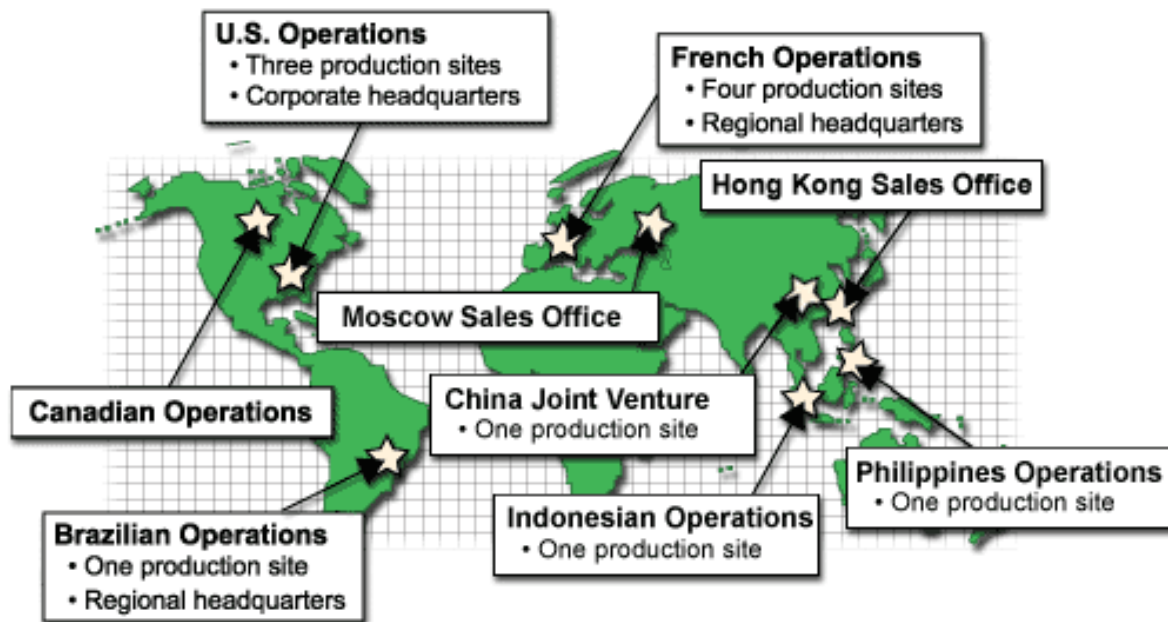 U.S. Operations
• Three production sites
• Corporate headquarters
French Operations
• Four production sites
• Regional headquarters
Hong Kong Sales Office
Moscow Sales Office
Canadian Operations
China Joint Venture
• One production site
Philippines Operations
• One production site
Indonesian Operations
• One production site
Brazilian Operations
• One production site
• Regional headquarters